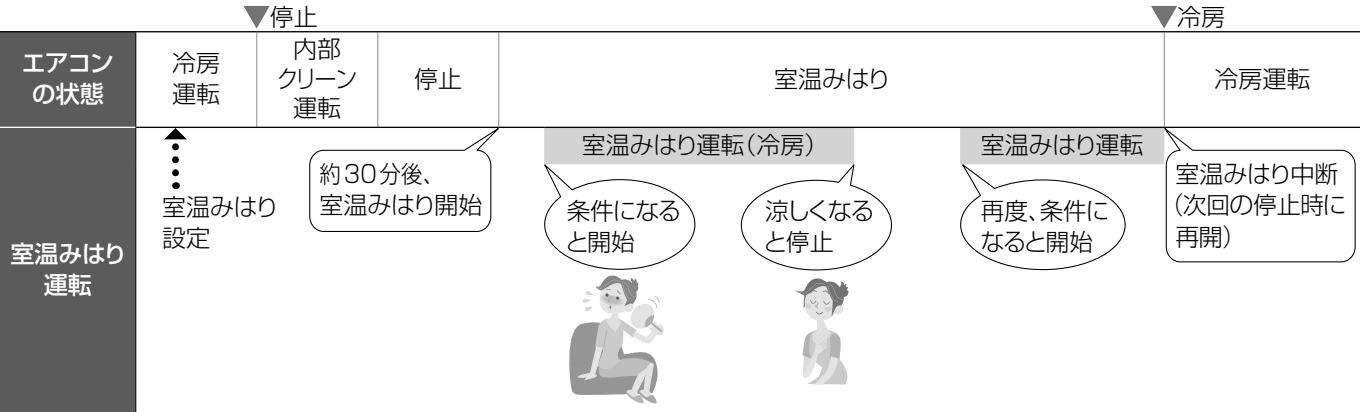 ▼停止
▼冷房
エアコン
の状態
冷房
運転
内部
クリーン
運転
停止
室温みはり
冷房運転
室温みはり
運転
室温みはり
設定
約30分後、
室温みはり開始
室温みはり運転(冷房)
条件になる
と開始
涼しくなる
と停止
室温みはり運転
再度、条件に
なると開始
室温みはり中断
(次回の停止時に
再開)